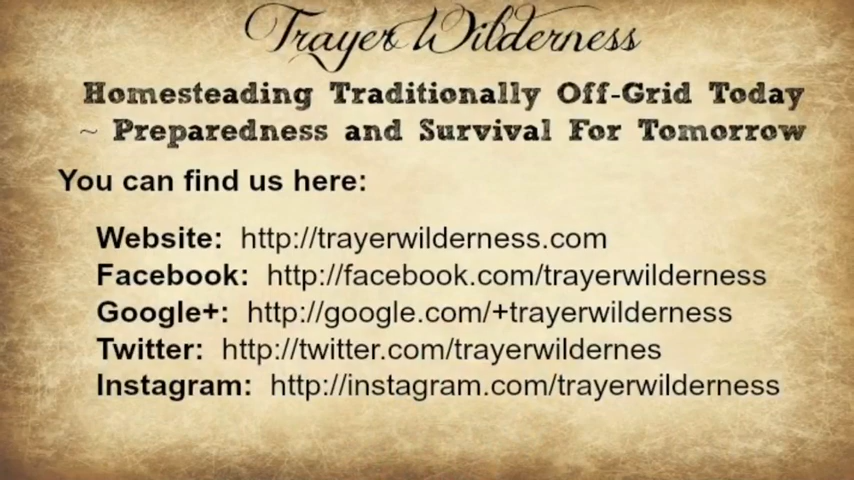 Trayer Wilderness
Homesteading Traditionally Off-Grid Today
~ Preparedness and Survival For Tomorrow
You can find us here:
Website: http://trayerwilderness.com
Facebook: http://facebook.com/trayerwilderness
Google+: http://google.com/+trayerwilderness
Twitter: http://twitter.com/trayerwildernes
Instagram: http://instagram.com/trayerwilderness